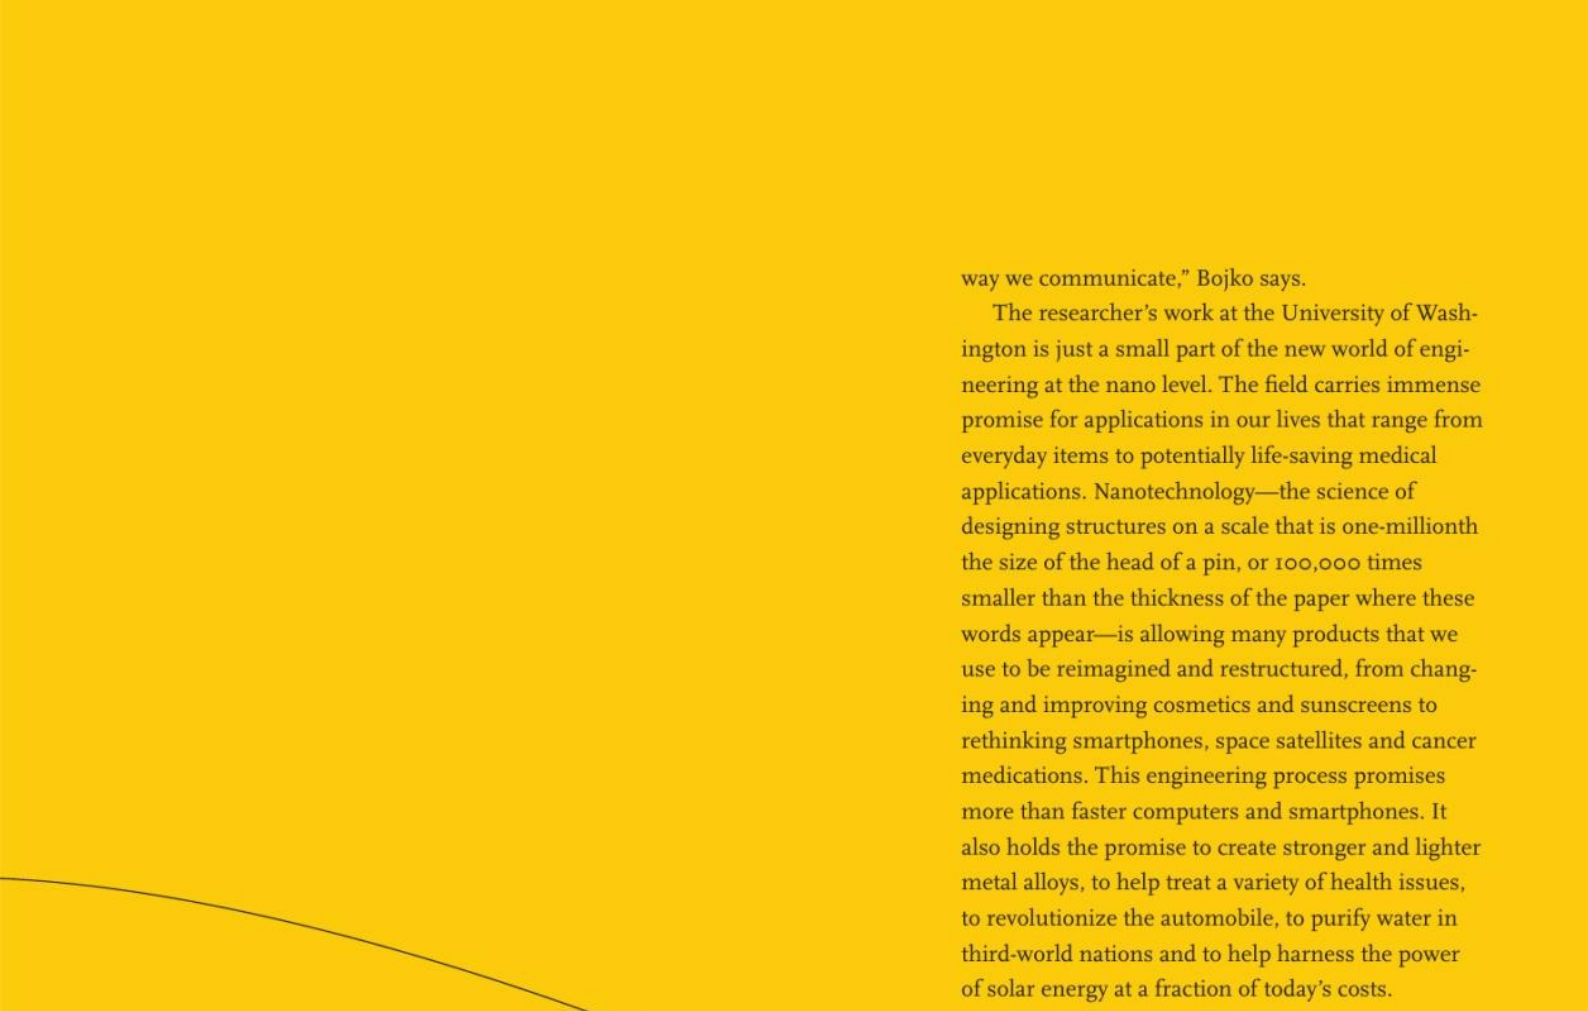 way we communicate,” Bojko says.
The researcher’s work at the University of Wash-
ington is just a small part of the new world of engi-
neering at the nano level. The field carries immense
promise for applications in our lives that range from
everyday items to potentially life-saving medical
applications. Nanotechnology—the science of
designing structures on a scale that is one-millionth
the size of the head of a pin, or 100,000 times
smaller than the thickness of the paper where these
words appear—is allowing many products that we
use to be reimagined and restructured, from chang-
ing and improving cosmetics and sunscreens to
rethinking smartphones, space satellites and cancer
medications. This engineering process promises
more than faster computers and smartphones. It
also holds the promise to create stronger and lighter
metal alloys, to help treat a variety of health issues,
to revolutionize the automobile, to purify water in
third-world nations and to help harness the power
of solar energy at a fraction of today’s costs.